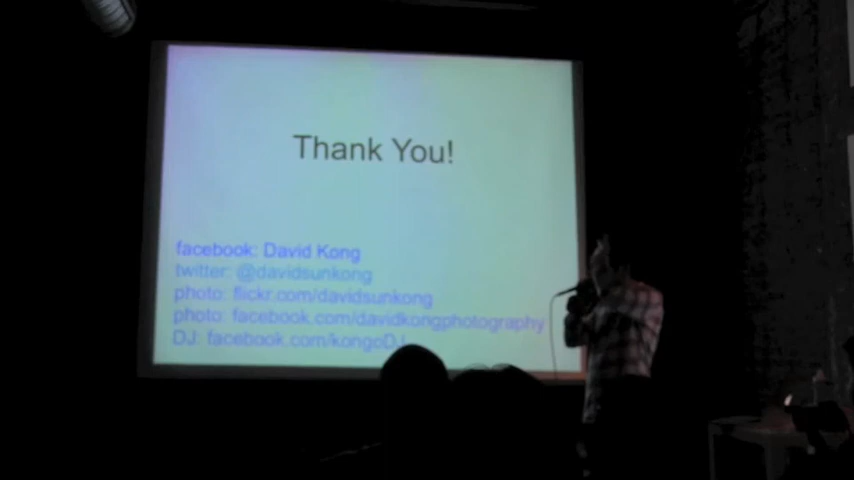 Thank You!
facebook: David Kong
twitter: @davidsunkong
photo: flickr.com/davidsunkong
photo: facebook.com/davidkongphotography
DJ: facebook.com/kongoDJ